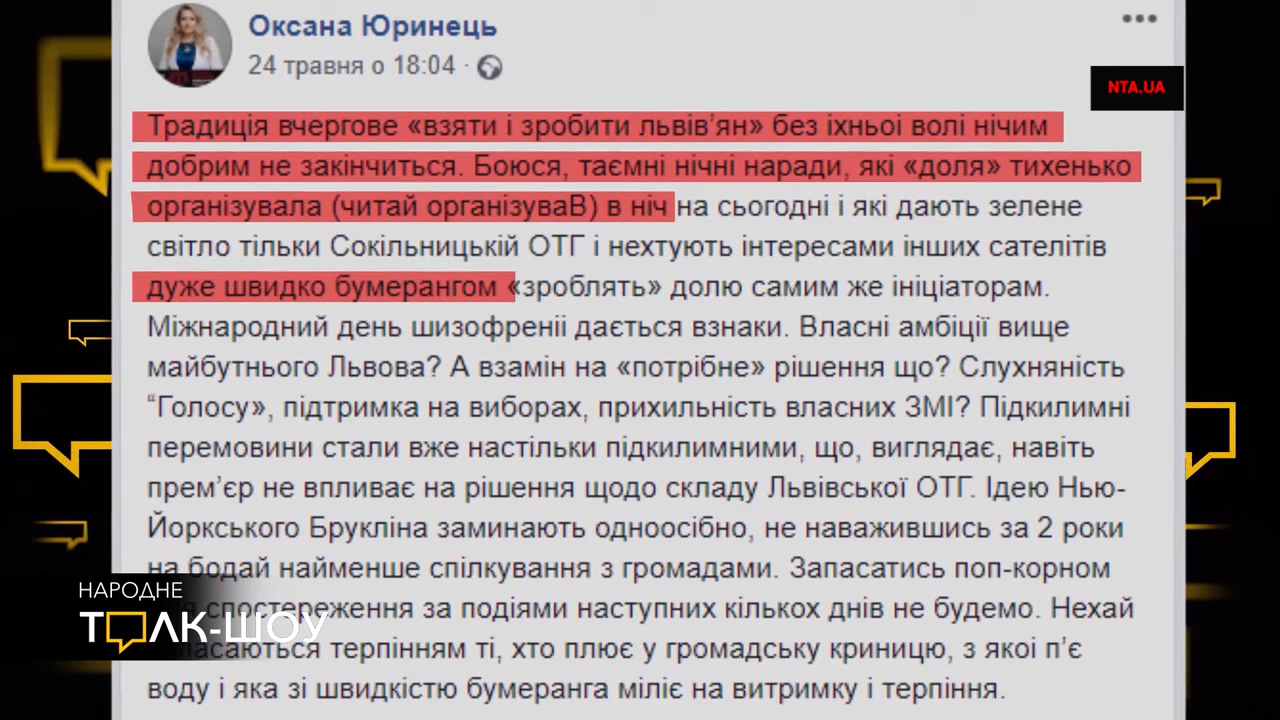 Оксана Юринець
24 травня о 18:04 ·
NTA.UA
Традиція вчергове «взяти і зробити львів’ян» без їхньої волі нічим
добрим не закінчиться. Боюся, таємні нічні наради, які «доля» тихенько
організувала (читай організуваВ) в ніч на сьогодні і які дають зелене
світло тільки Сокільницькій ОТГ і нехтують інтересами інших сателітів
дуже швидко бумерангом «зроблять» долю самим же ініціаторам.
Міжнародний день шизофренії дається взнаки. Власні амбіції вище
майбутнього Львова? А взамін на «потрібне» рішення що? Слухняність
“Голосу», підтримка на виборах, прихильність власних ЗМІ? Підкилимні
перемовини стали вже настільки підкилимними, що, виглядає, навіть
прем’єр не впливає на рішення щодо складу Львівської ОТГ. Ідею Нью-
Йоркського Брукліна заминають одноосібно, не наважившись за 2 роки
на бодай найменше спілкування з громадами. Запасатись поп-корном
спостереження за подіями наступних кількох днів не будемо. Нехай
терпінням ті, хто плює у громадську криницю, з якої п’є
воду і яка зі швидкістю бумеранга міліє на витримку і терпіння.
НАРОДНЕ
ТОЛК-ШОУ